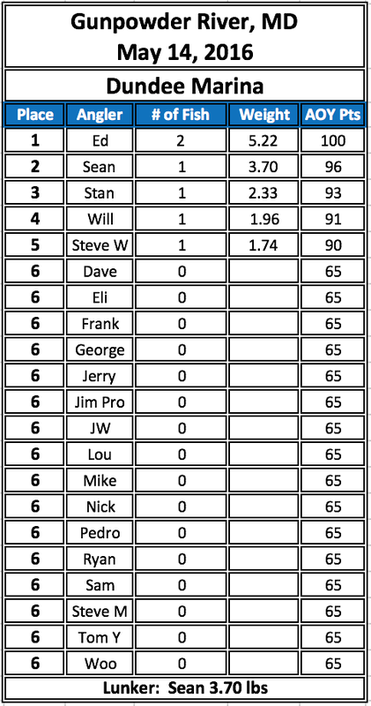 Gunpowder River, MD
May 14, 2016
Dundee Marina
Place Angler # of Fish Weight AOY Pts
1 Ed 2 5.22 100
2 Sean 1 3.70 96
3 Stan 1 2.33 93
4 Will 1 1.96 91
5 Steve W 1 1.74 90
6 Dave 0 65
6 Eli 0 65
6 Frank 0 65
6 George 0 65
6 Jerry 0 65
6 Jim Pro 0 65
6 JW 0 65
6 Lou 0 65
6 Mike 0 65
6 Nick 0 65
6 Pedro 0 65
6 Ryan 0 65
6 Sam 0 65
6 Steve M 0 65
6 Tom Y 0 65
6 Woo 0 65
Lunker: Sean 3.70 lbs